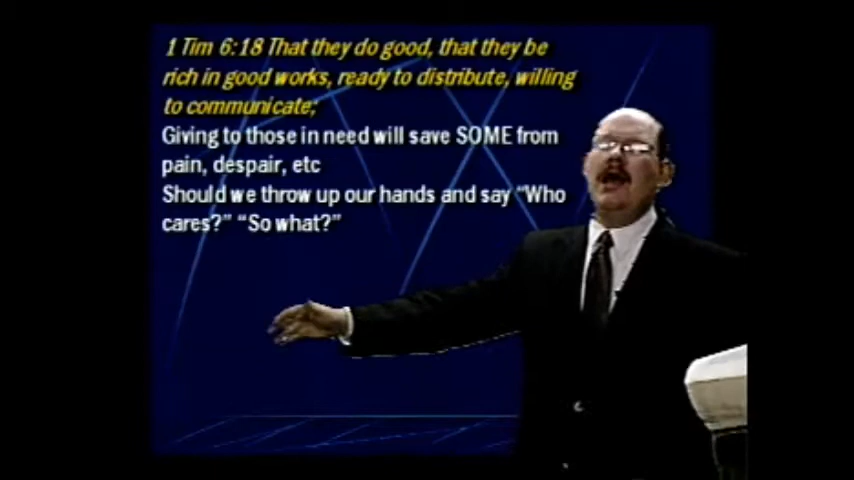 1 Tim 6:18 That they do good, that they be
rich in good works, ready to distribute, willing
to communicate;
Giving to those in need will save SOME from
pain, despair, etc
Should we throw up our hands and say “Who
cares?” “So what?”